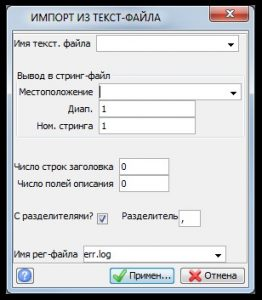 ИМПОРТ ИЗ ТЕКСТ-ФАЙЛА
Имя текст. файла
Вывод в стринг-файл
Местоположение
Диап. 1
Ном. стринга 1
Число строк заголовка 0
Число полей описания 0
С разделителями? Разделитель ,
Имя рег-файла err.log
Примен... Отмена